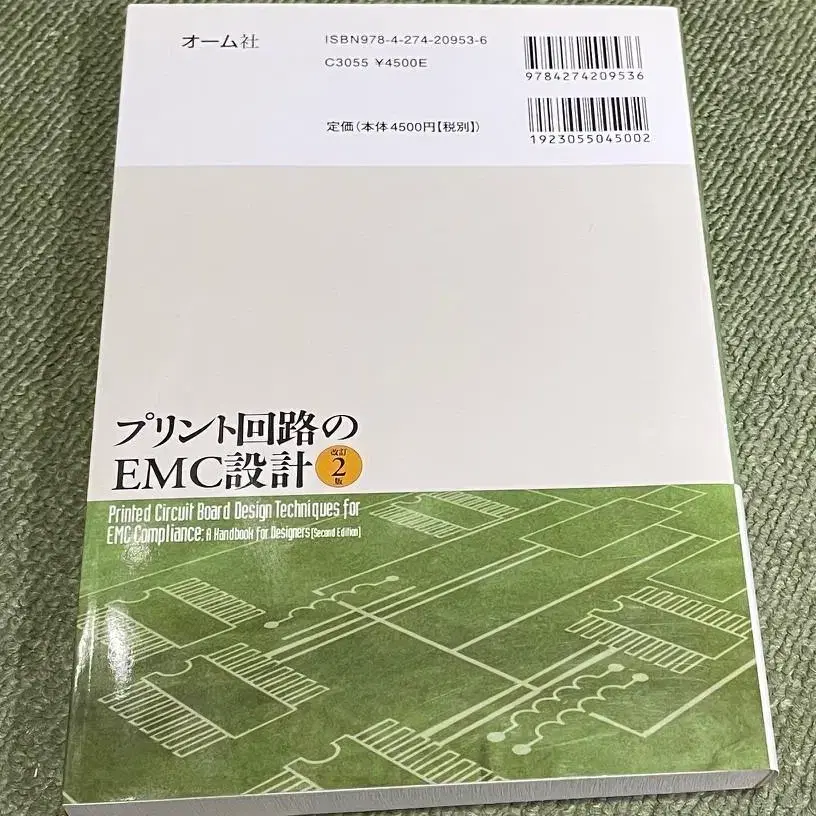 オーム社
ISBN978-4-274-20953-6
C3055 ¥4500E
定価(本体4500円【税別】)
9784274209536
1923055045002
プリント回路の
EMC設計
改訂
2
版
Printed Circuit Board Design Techniques for
EMC Compliance: A Handbook for Designers (Second Edition)